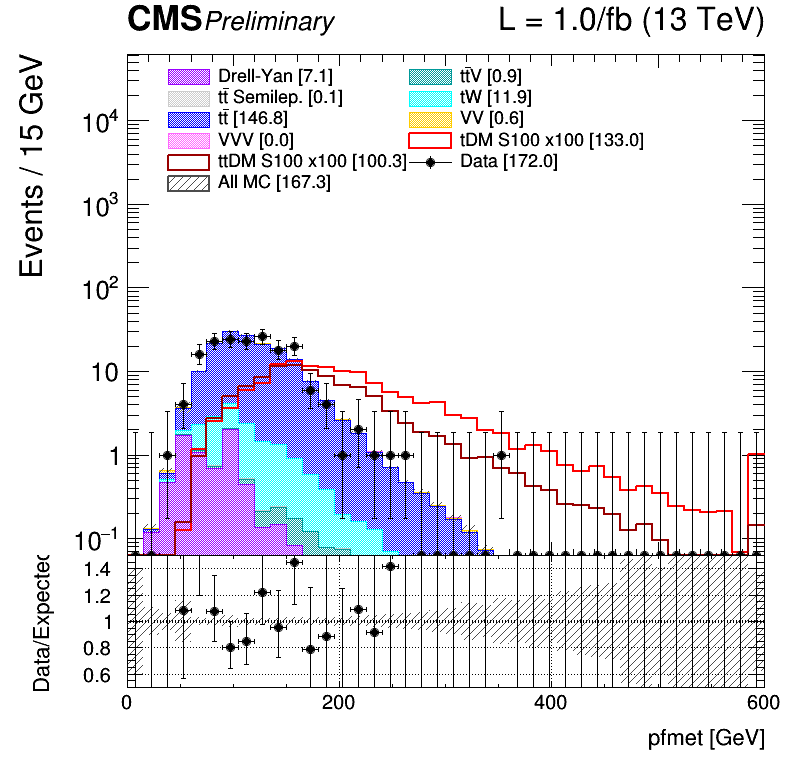 CMS Preliminary L = 1.0/fb (13 TeV)
Events / 15 GeV
Drell-Yan [7.1] tt̄V [0.9]
tt̄ Semilep. [0.1] tW [11.9]
tt̄ [146.8] VV [0.6]
VVV [0.0] tDM S100 x100 [133.0]
ttDM S100 x100 [100.3] Data [172.0]
All MC [167.3]
10⁴
10³
10²
10
1
10⁻¹
Data/Expected
1.4
1.2
1
0.8
0.6
0 200 400 600
pfmet [GeV]